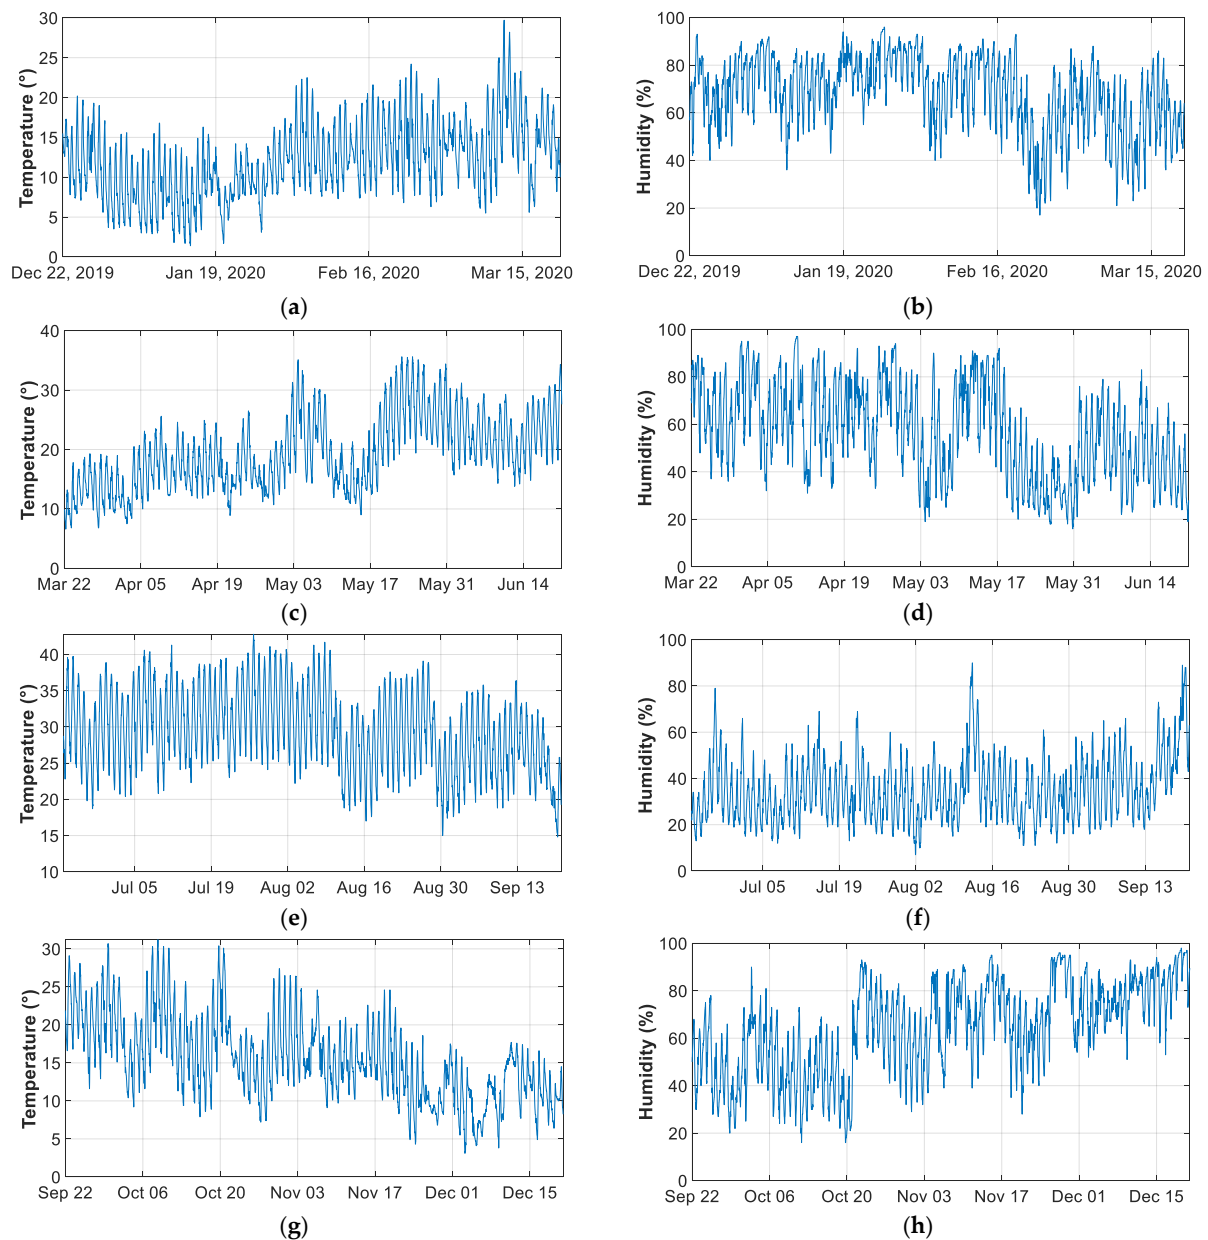 30
25
20
15
10
5
0
Temperature (°)
Dec 22, 2019 Jan 19, 2020 Feb 16, 2020 Mar 15, 2020
(a)
100
80
60
40
20
0
Humidity (%)
Dec 22, 2019 Jan 19, 2020 Feb 16, 2020 Mar 15, 2020
(b)
40
30
20
10
0
Temperature (°)
Mar 22 Apr 05 Apr 19 May 03 May 17 May 31 Jun 14
(c)
100
80
60
40
20
0
Humidity (%)
Mar 22 Apr 05 Apr 19 May 03 May 17 May 31 Jun 14
(d)
40
35
30
25
20
15
10
Temperature (°)
Jul 05 Jul 19 Aug 02 Aug 16 Aug 30 Sep 13
(e)
100
80
60
40
20
0
Humidity (%)
Jul 05 Jul 19 Aug 02 Aug 16 Aug 30 Sep 13
(f)
30
25
20
15
10
5
0
Temperature (°)
Sep 22 Oct 06 Oct 20 Nov 03 Nov 17 Dec 01 Dec 15
(g)
100
80
60
40
20
0
Humidity (%)
Sep 22 Oct 06 Oct 20 Nov 03 Nov 17 Dec 01 Dec 15
(h)